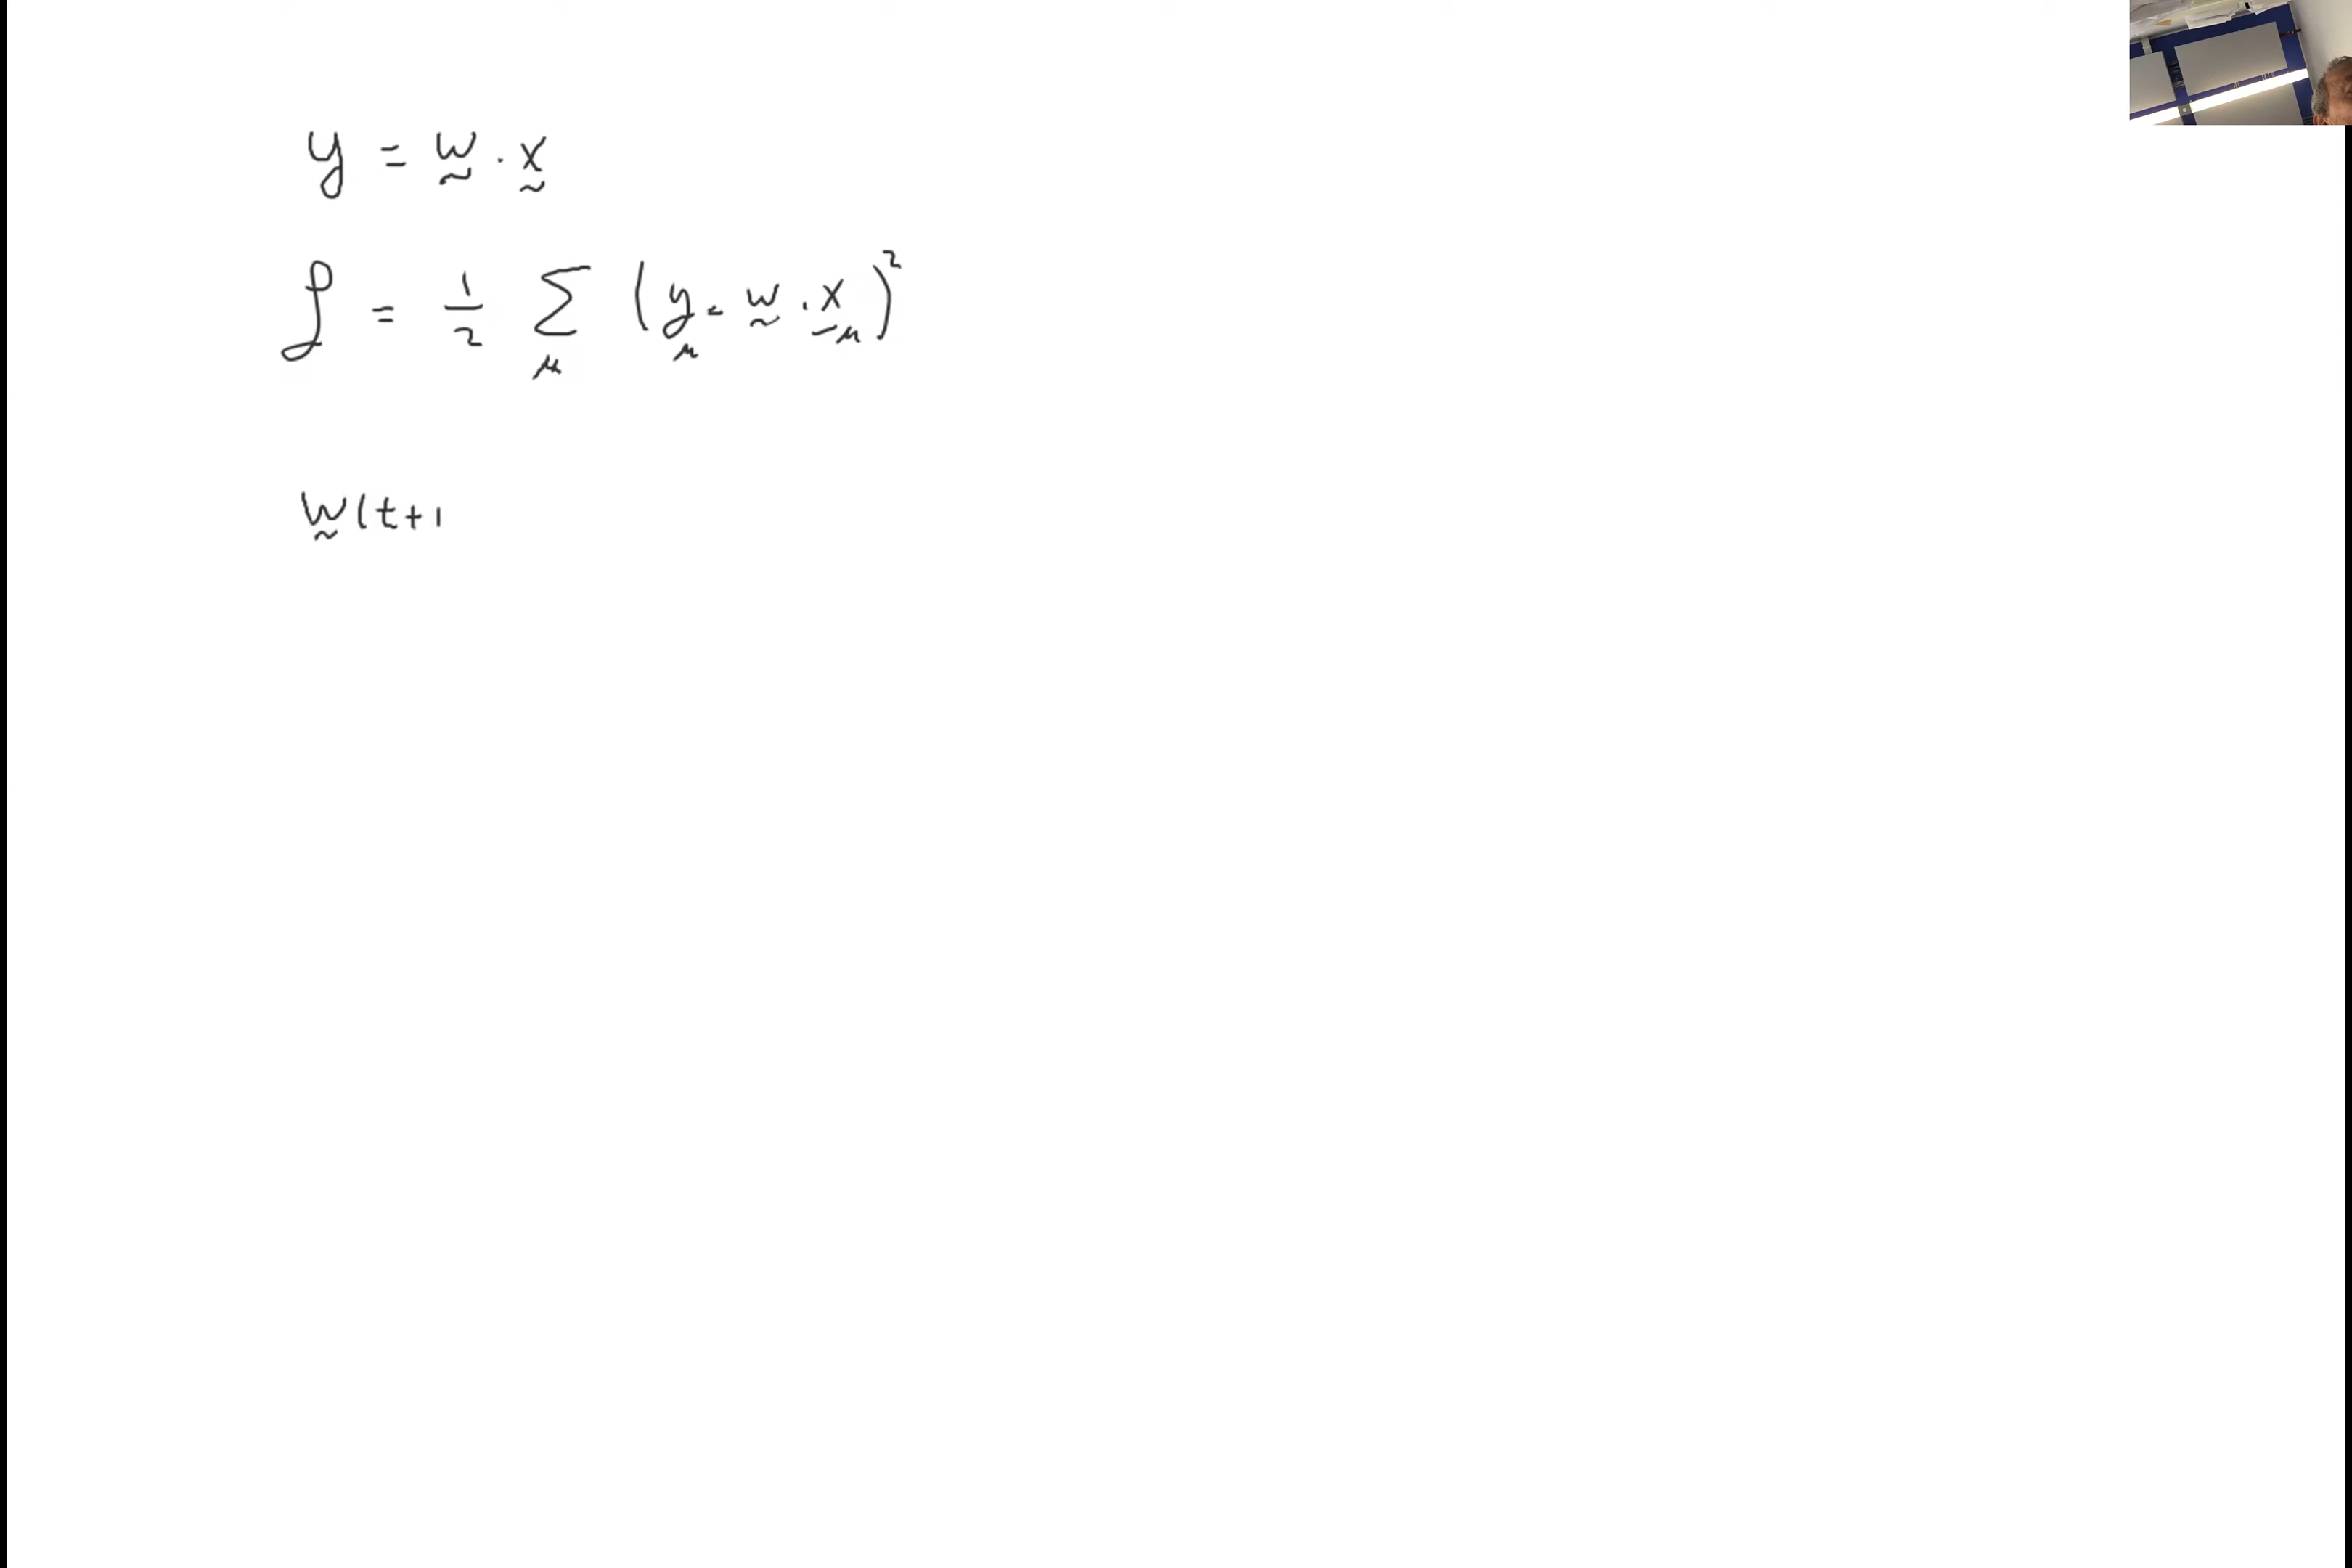 y = w · x
ℒ = 1/2 Σ_μ (y_μ - w · x_μ)²
w(t+1